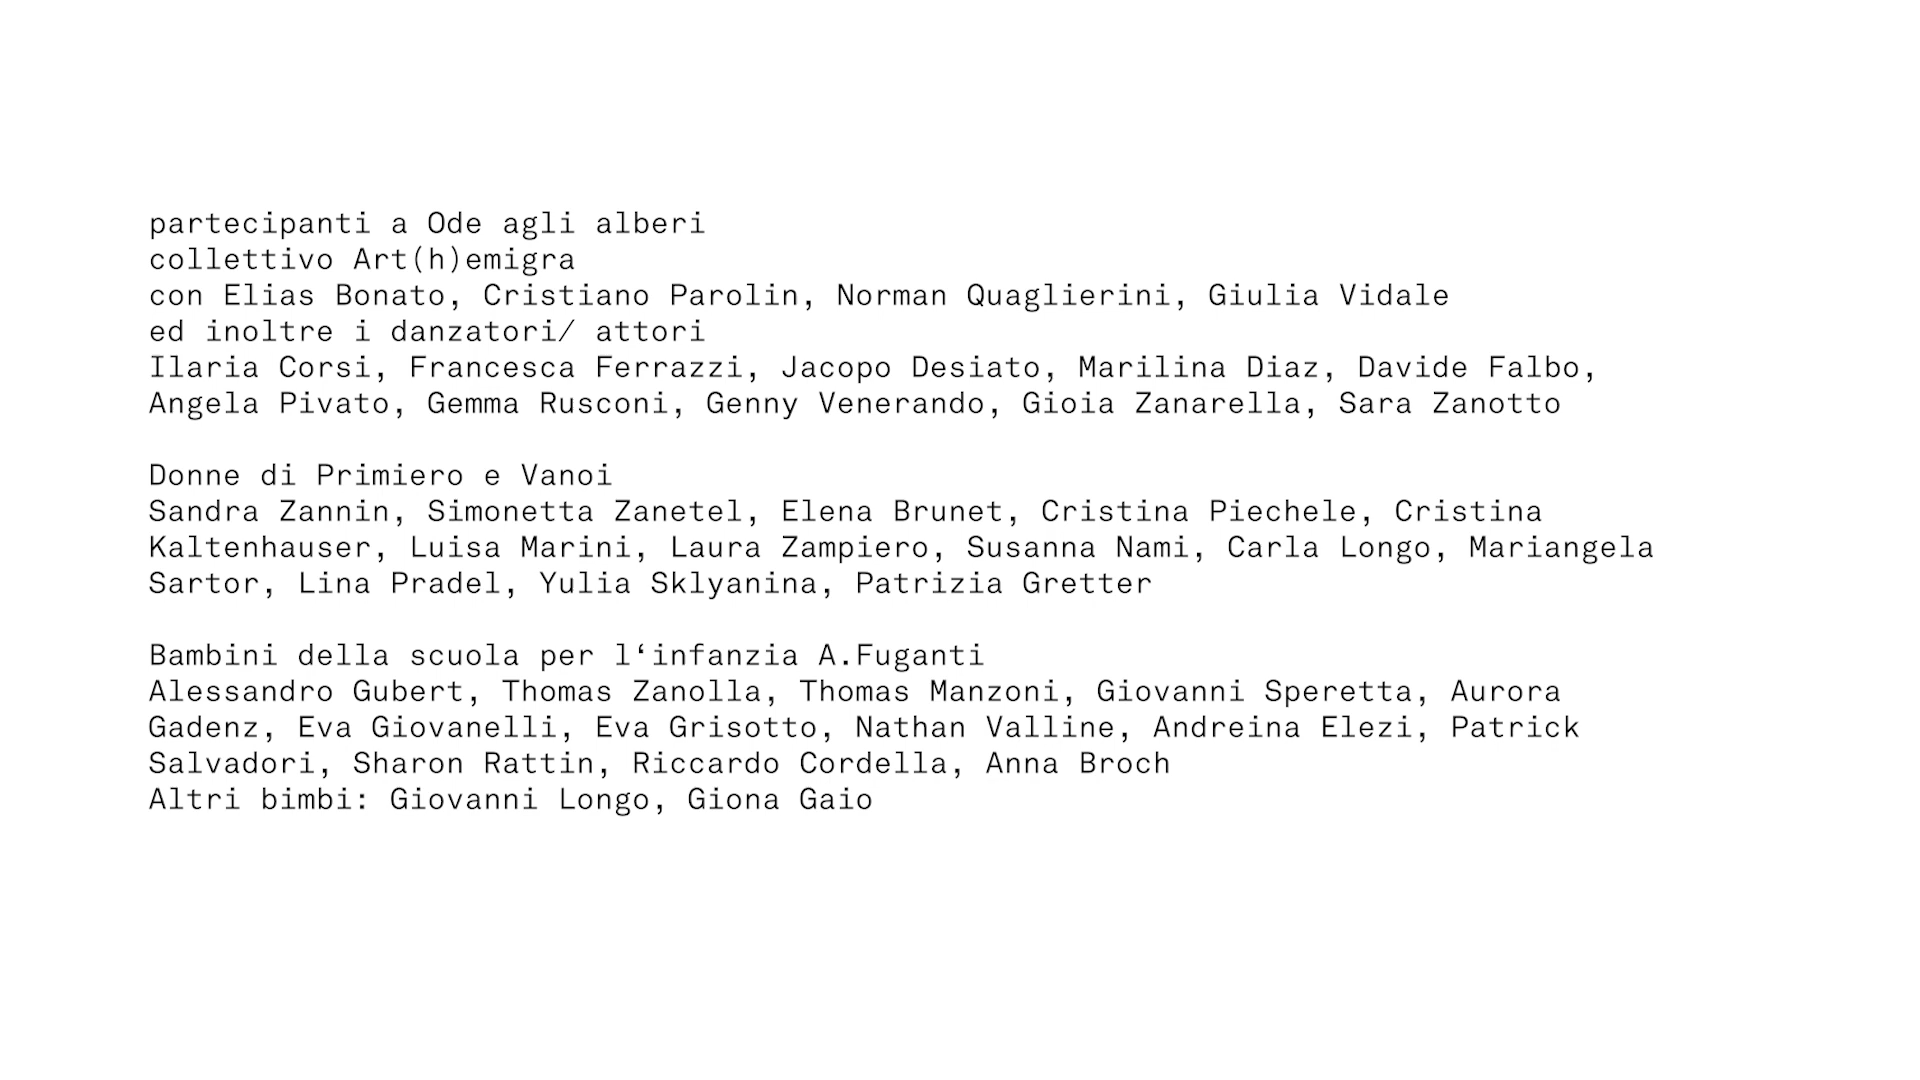 partecipanti a Ode agli alberi
collettivo Art(h)emigra
con Elias Bonato, Cristiano Parolin, Norman Quaglierini, Giulia Vidale
ed inoltre i danzatori/ attori
Ilaria Corsi, Francesca Ferrazzi, Jacopo Desiato, Marilina Diaz, Davide Falbo,
Angela Pivato, Gemma Rusconi, Genny Venerando, Gioia Zanarella, Sara Zanotto
Donne di Primiero e Vanoi
Sandra Zannin, Simonetta Zanetel, Elena Brunet, Cristina Piechele, Cristina
Kaltenhauser, Luisa Marini, Laura Zampiero, Susanna Nami, Carla Longo, Mariangela
Sartor, Lina Pradel, Yulia Sklyanina, Patrizia Gretter
Bambini della scuola per l‘infanzia A.Fuganti
Alessandro Gubert, Thomas Zanolla, Thomas Manzoni, Giovanni Speretta, Aurora
Gadenz, Eva Giovanelli, Eva Grisotto, Nathan Valline, Andreina Elezi, Patrick
Salvadori, Sharon Rattin, Riccardo Cordella, Anna Broch
Altri bimbi: Giovanni Longo, Giona Gaio